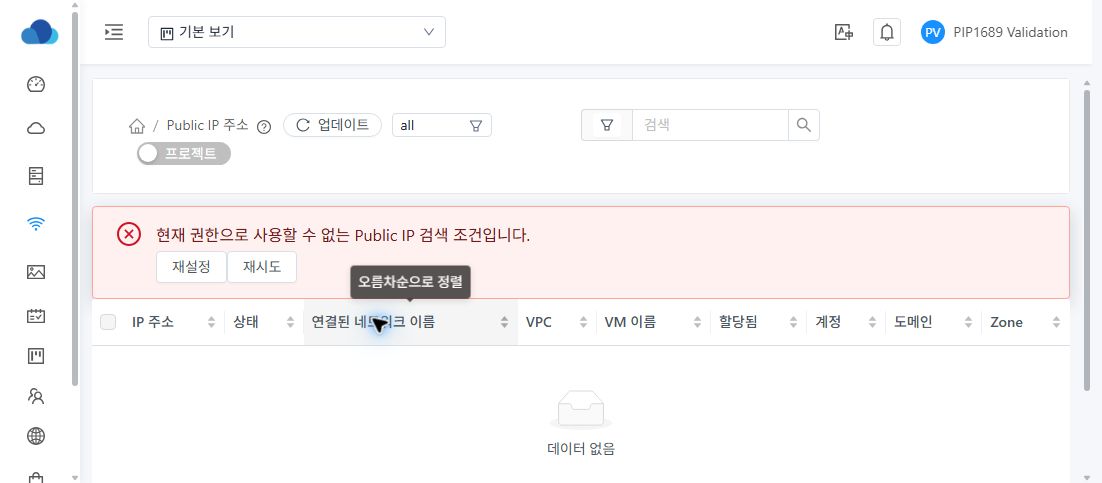 기본 보기
PV PIP1689 Validation
/ Public IP 주소 업데이트 all 검색
프로젝트
현재 권한으로 사용할 수 없는 Public IP 검색 조건입니다.
재설정 재시도
오름차순으로 정렬
IP 주소 상태 연결된 네트워크 이름 VPC VM 이름 할당됨 계정 도메인 Zone
데이터 없음